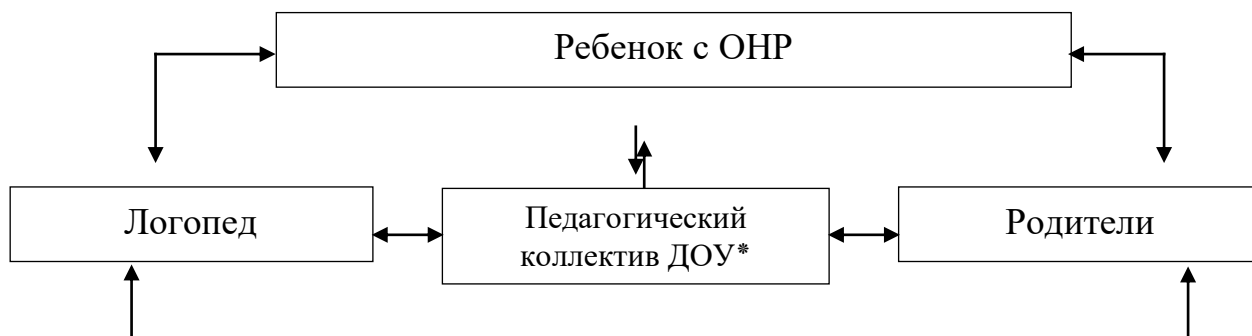 Ребенок с ОНР
Логопед
Педагогический
коллектив ДОУ*
Родители